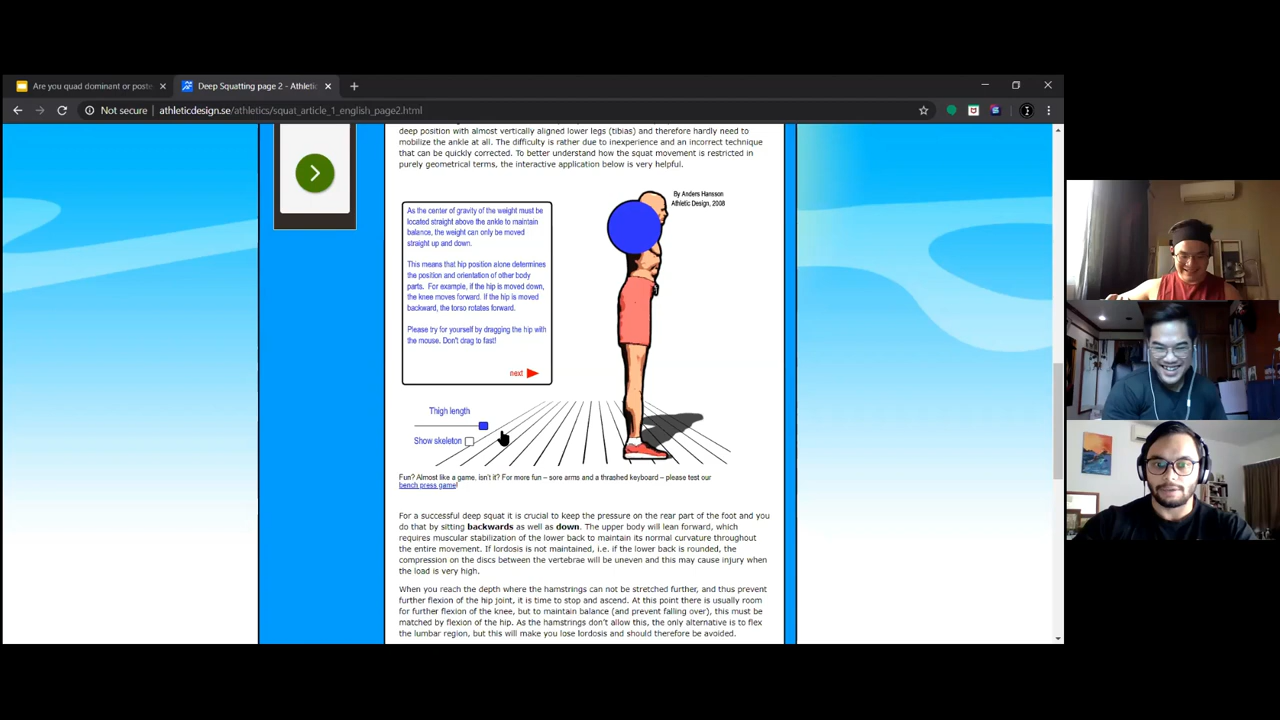 Are you quad dominant or poste
Deep Squatting page 2 - Athletic
Not secure
athleticdesign.se/athletics/squat_article_1_english_page2.html
deep position with almost vertically aligned lower legs (tibias) and therefore hardly need to
mobilize the ankle at all. The difficulty is rather due to inexperience and an incorrect technique
that can be quickly corrected. To better understand how the squat movement is restricted in
purely geometrical terms, the interactive application below is very helpful.
By Anders Hansson
Athletic Design, 2008
As the center of gravity of the weight must be
located straight above the ankle to maintain
balance, the weight can only be moved
straight up and down.
This means that hip position alone determines
the position and orientation of other body
parts. For example, if the hip is moved down,
the knee moves forward. If the hip is moved
backward, the torso rotates forward.
Please try for yourself by dragging the hip with
the mouse. Don't drag to fast!
next
Thigh length
Show skeleton
Fun? Almost like a game, isn't it? For more fun – sore arms and a thrashed keyboard – please test our
bench press game!
For a successful deep squat it is crucial to keep the pressure on the rear part of the foot and you
do that by sitting backwards as well as down. The upper body will lean forward, which
requires muscular stabilization of the lower back to maintain its normal curvature throughout
the entire movement. If lordosis is not maintained, i.e. if the lower back is rounded, the
compression on the discs between the vertebrae will be uneven and this may cause injury when
the load is very high.
When you reach the depth where the hamstrings can not be stretched further, and thus prevent
further flexion of the hip joint, it is time to stop and ascend. At this point there is usually room
for further flexion of the knee, but to maintain balance (and prevent falling over), this must be
matched by flexion of the hip. As the hamstrings don't allow this, the only alternative is to flex
the lumbar region, but this will make you lose lordosis and should therefore be avoided.